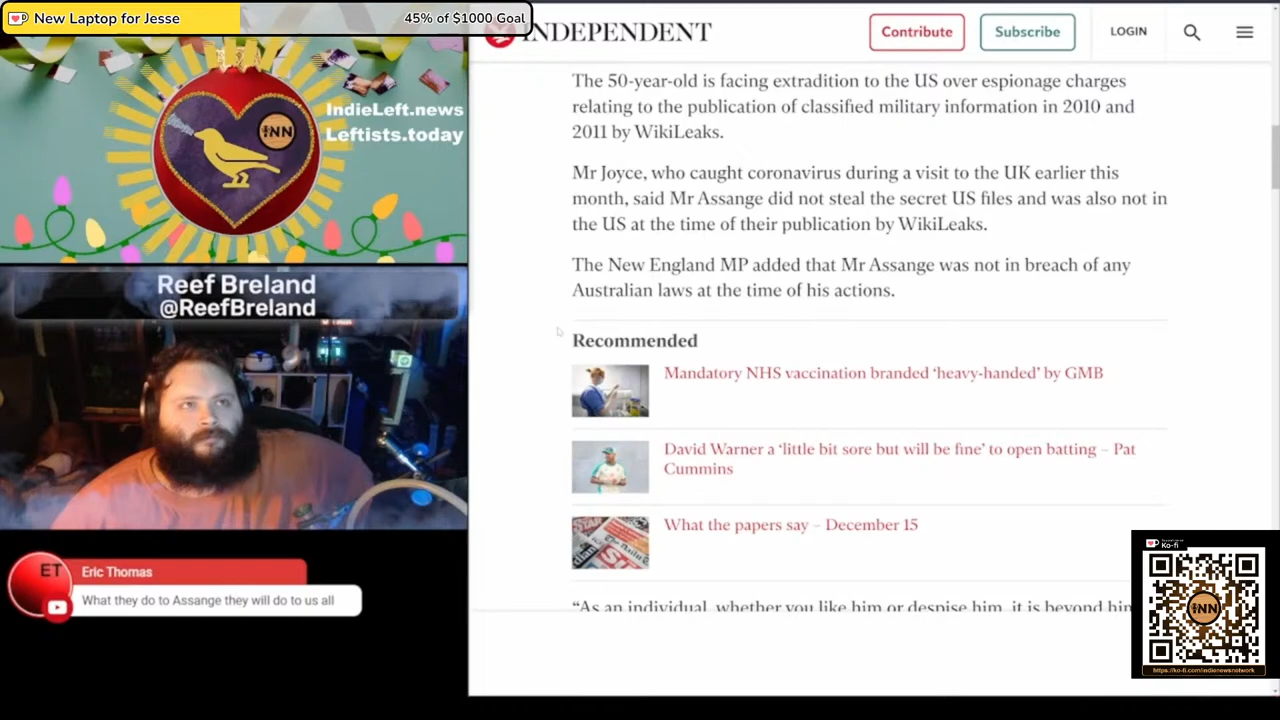 New Laptop for Jesse
45% of $1000 Goal
IndieLeft.news
Leftists.today
INN
Reef Breland
@ReefBreland
ET
Eric Thomas
What they do to Assange they will do to us all
INDEPENDENT
Contribute
Subscribe
LOGIN
The 50-year-old is facing extradition to the US over espionage charges
relating to the publication of classified military information in 2010 and
2011 by WikiLeaks.
Mr Joyce, who caught coronavirus during a visit to the UK earlier this
month, said Mr Assange did not steal the secret US files and was also not in
the US at the time of their publication by WikiLeaks.
The New England MP added that Mr Assange was not in breach of any
Australian laws at the time of his actions.
Recommended
Mandatory NHS vaccination branded ‘heavy-handed’ by GMB
David Warner a ‘little bit sore but will be fine’ to open batting – Pat
Cummins
What the papers say – December 15
“As an individual, whether you like him or despise him, it is beyond him
Ko-fi
INN
https://ko-fi.com/indienewsnetwork